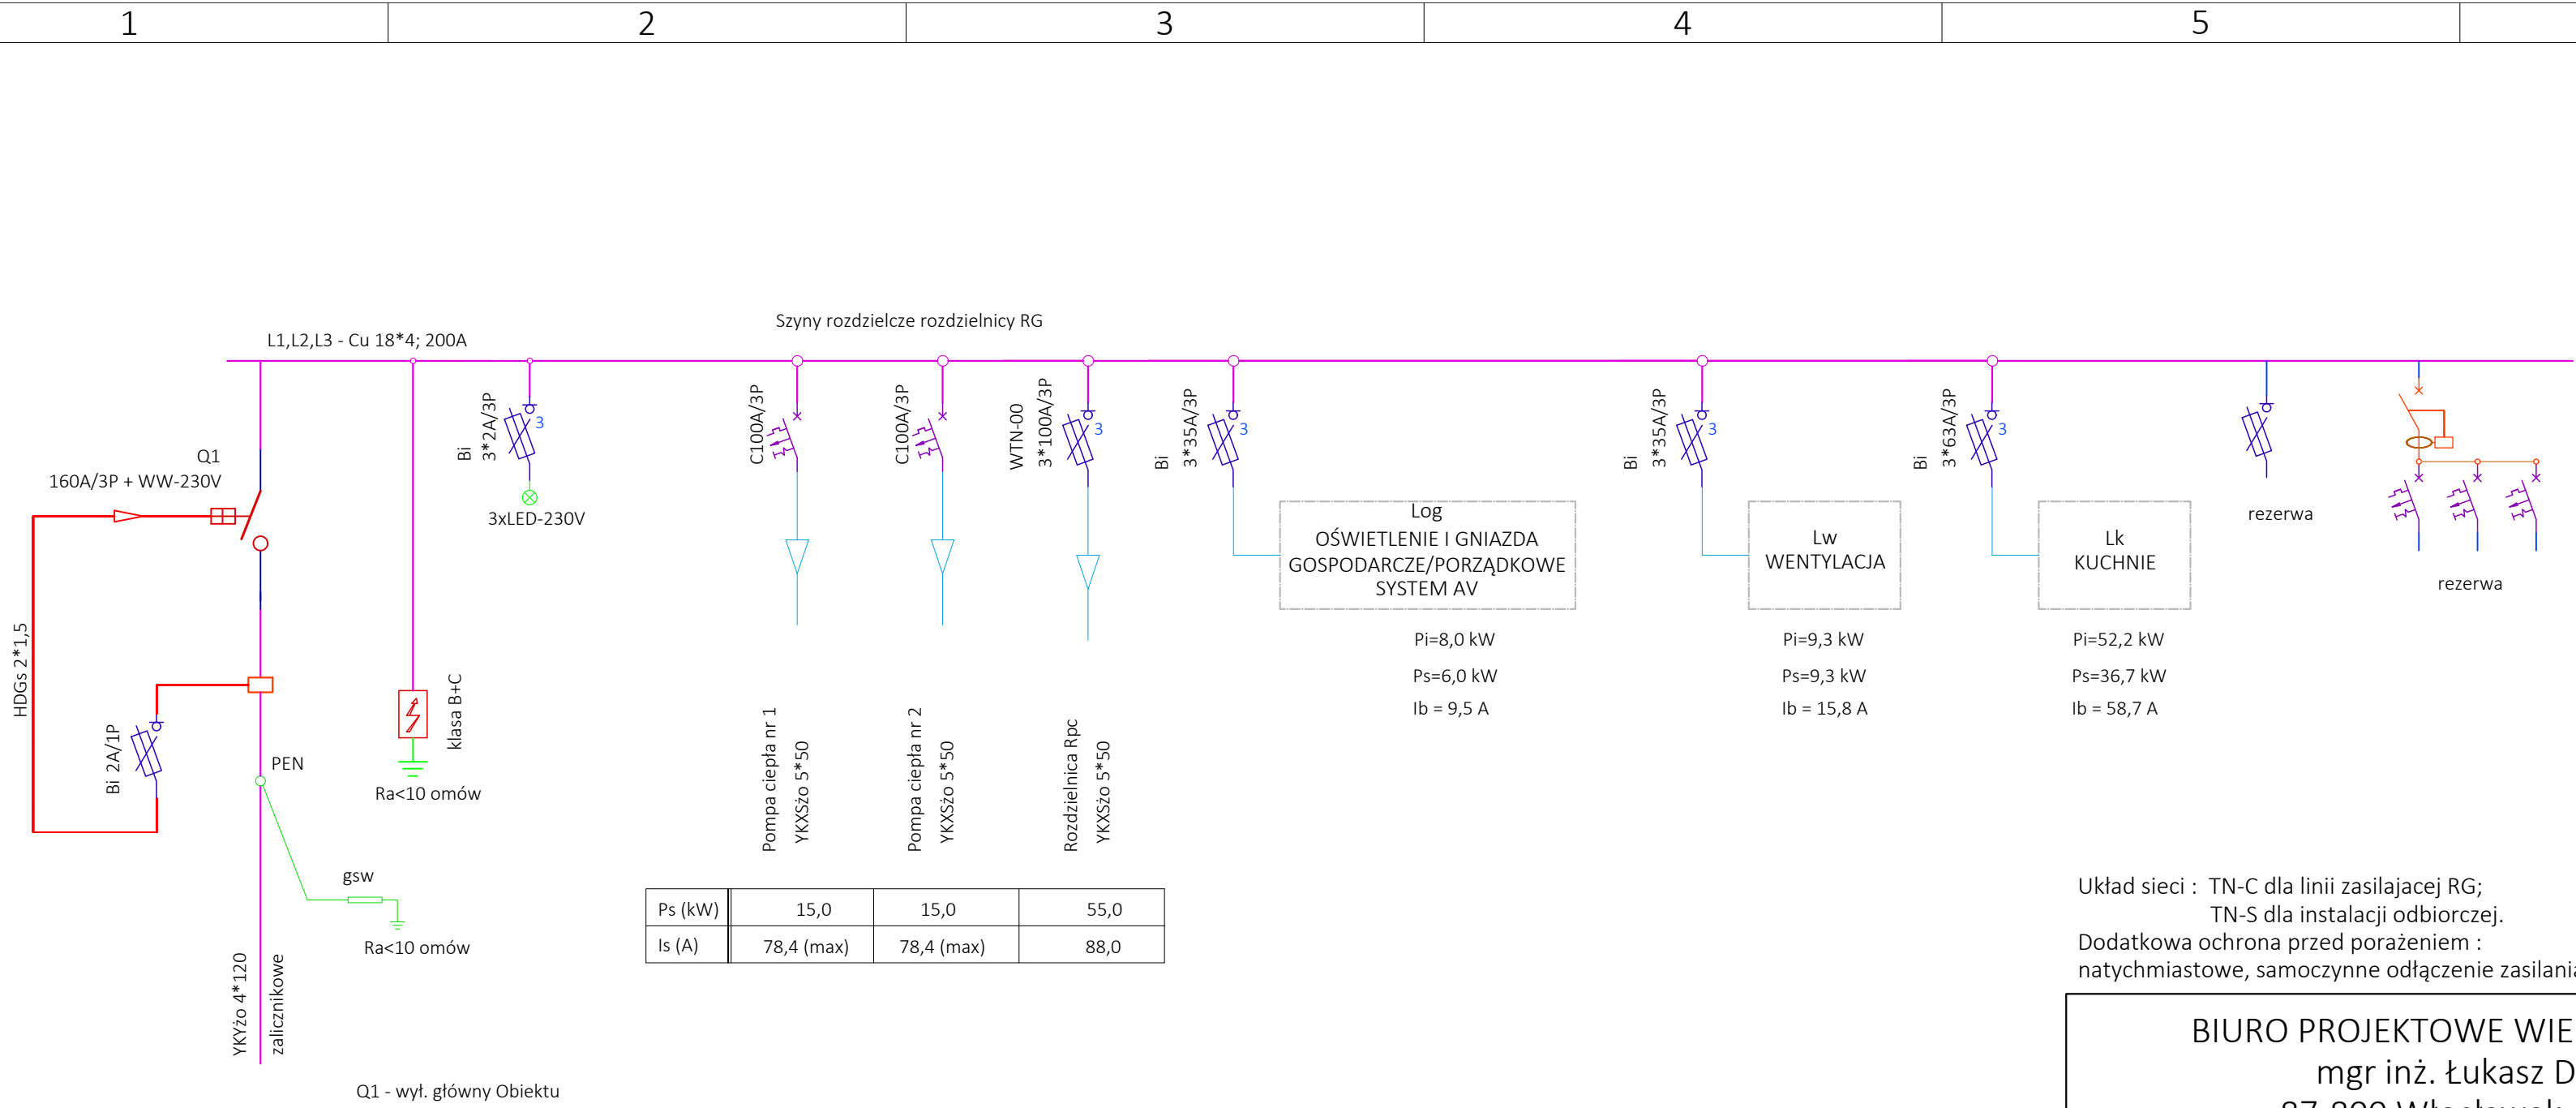 1
2
3
4
5
Szyny rozdzielcze rozdzielnicy RG
L1,L2,L3 - Cu 18*4; 200A
Q1
160A/3P + WW-230V
HDGs 2*1,5
Bi 2A/1P
PEN
gsw
Ra<10 omów
YKYżo 4*120
zalicznikowe
Q1 - wył. główny Obiektu
klasa B+C
Ra<10 omów
Bi
3*2A/3P
3
3xLED-230V
C100A/3P
Pompa ciepła nr 1
YKXSżo 5*50
C100A/3P
Pompa ciepła nr 2
YKXSżo 5*50
WTN-00
3*100A/3P
3
Rozdzielnica Rpc
YKXSżo 5*50
Ps (kW) 15,0 15,0 55,0
Is (A) 78,4 (max) 78,4 (max) 88,0
Bi
3*35A/3P
3
Log
OŚWIETLENIE I GNIAZDA
GOSPODARCZE/PORZĄDKOWE
SYSTEM AV
Pi=8,0 kW
Ps=6,0 kW
Ib = 9,5 A
Bi
3*35A/3P
3
Lw
WENTYLACJA
Pi=9,3 kW
Ps=9,3 kW
Ib = 15,8 A
Bi
3*63A/3P
3
Lk
KUCHNIE
Pi=52,2 kW
Ps=36,7 kW
Ib = 58,7 A
rezerwa
rezerwa
Układ sieci : TN-C dla linii zasilajacej RG;
TN-S dla instalacji odbiorczej.
Dodatkowa ochrona przed porażeniem :
natychmiastowe, samoczynne odłączenie zasilania
BIURO PROJEKTOWE WIE
mgr inż. Łukasz D